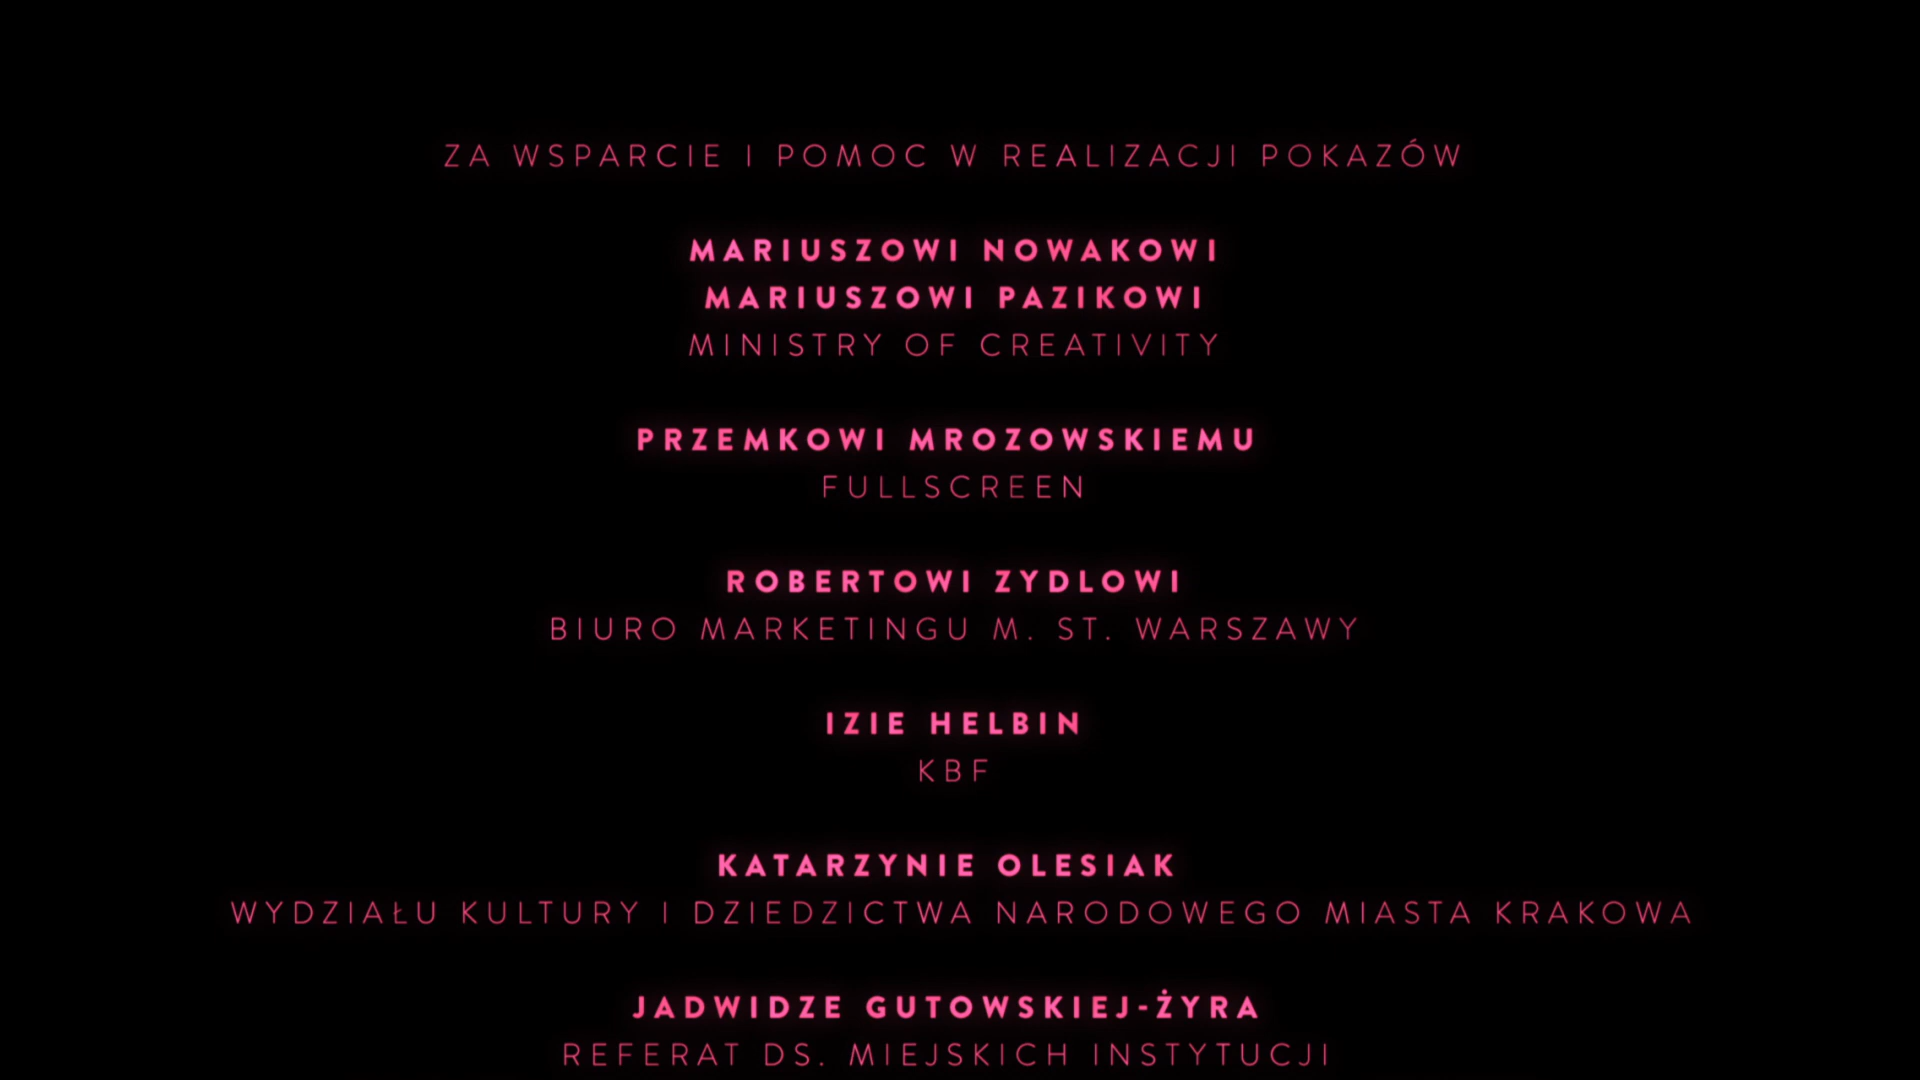 ZA WSPARCIE I POMOC W REALIZACJI POKAZÓW
MARIUSZOWI NOWAKOWI
MARIUSZOWI PAZIKOWI
MINISTRY OF CREATIVITY
PRZEMKOWI MROZOWSKIEMU
FULLSCREEN
ROBERTOWI ZYDLOWI
BIURO MARKETINGU M. ST. WARSZAWY
IZIE HELBIN
KBF
KATARZYNIE OLESIAK
WYDZIAŁU KULTURY I DZIEDZICTWA NARODOWEGO MIASTA KRAKOWA
JADWIDZE GUTOWSKIEJ-ŻYRA
REFERAT DS. MIEJSKICH INSTYTUCJI